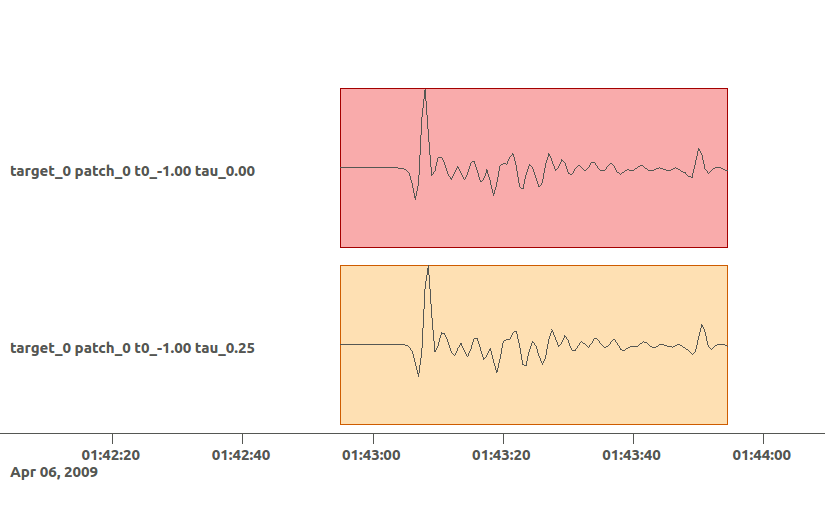 target_0 patch_0 t0_-1.00 tau_0.00
target_0 patch_0 t0_-1.00 tau_0.25
01:42:20 01:42:40 01:43:00 01:43:20 01:43:40 01:44:00
Apr 06, 2009